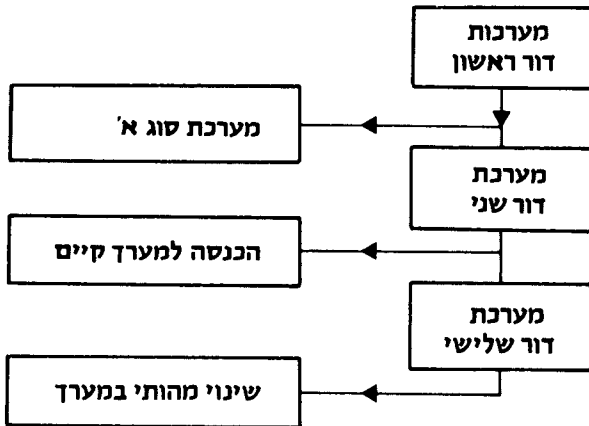 מערכות
דור ראשון
מערכת סוג א'
מערכת
דור שני
הכנסה למערך קיים
מערכת
דור שלישי
שינוי מהותי במערך